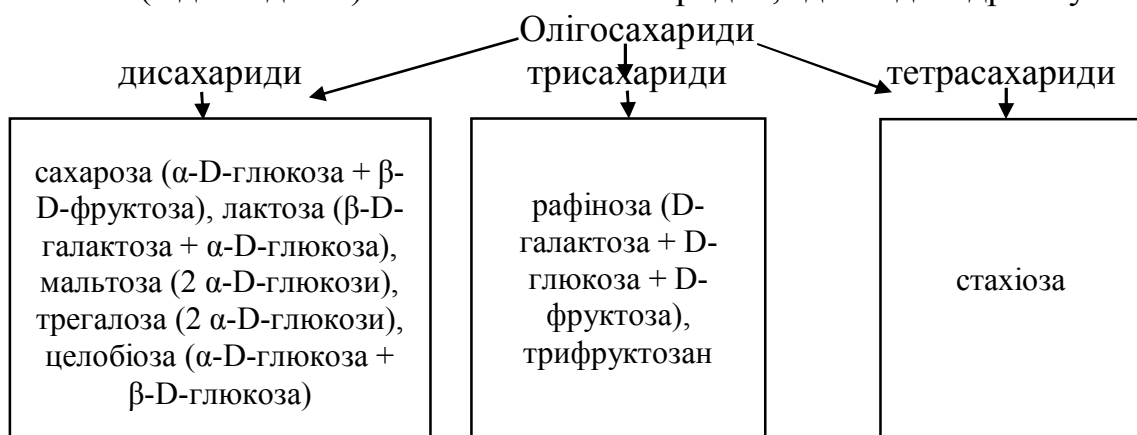 Олігосахариди
дисахариди
трисахариди
тетрасахариди
сахароза (α-D-глюкоза + β-
D-фруктоза), лактоза (β-D-
галактоза + α-D-глюкоза),
мальтоза (2 α-D-глюкози),
трегалоза (2 α-D-глюкози),
целобіоза (α-D-глюкоза +
β-D-глюкоза)
рафіноза (D-
галактоза + D-
глюкоза + D-
фруктоза),
трифруктозан
стахіоза